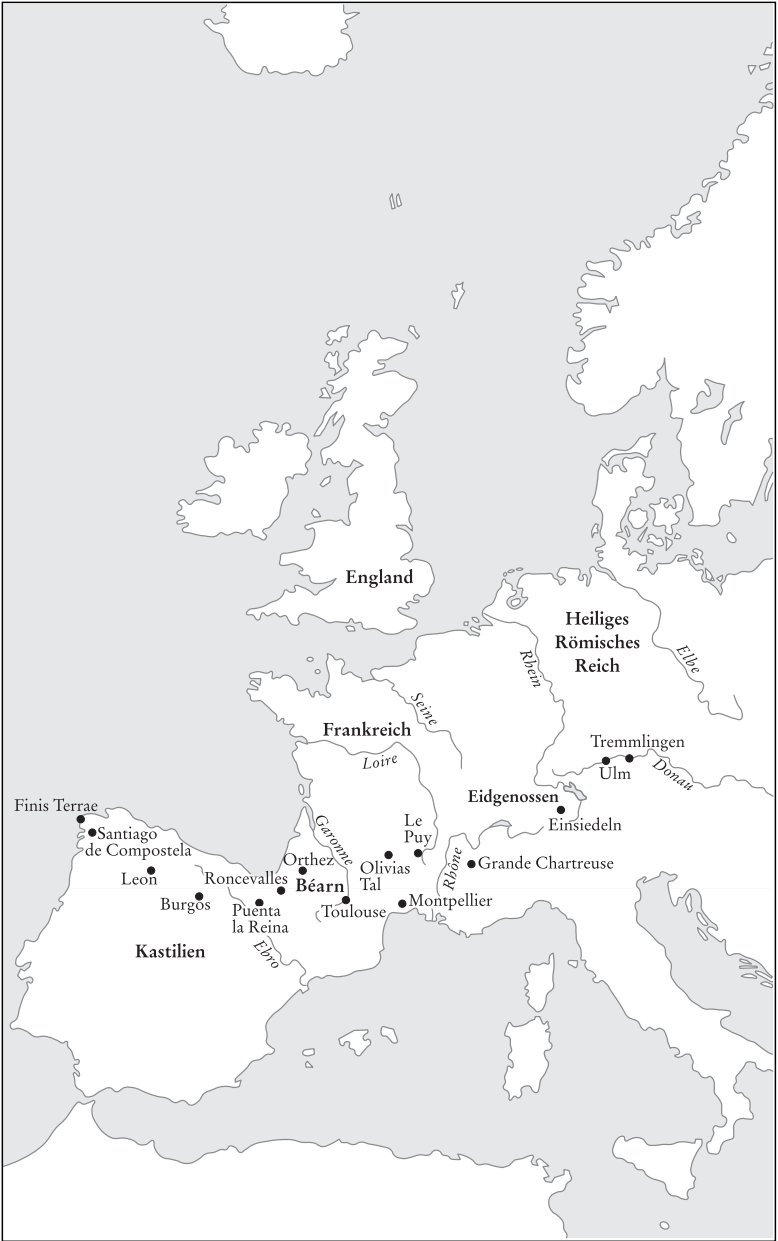 England
Heiliges
Römisches
Reich
Rhein
Elbe
Seine
Frankreich
Loire
Tremmlingen
Ulm
Donau
Eidgenossen
Einsiedeln
Finis Terrae
Santiago
de Compostela
Leon
Burgos
Roncevalles
Puenta
la Reina
Orthez
Béarn
Garonne
Toulouse
Olivias
Tal
Le
Puy
Rhône
Grande Chartreuse
Montpellier
Kastilien
Ebro